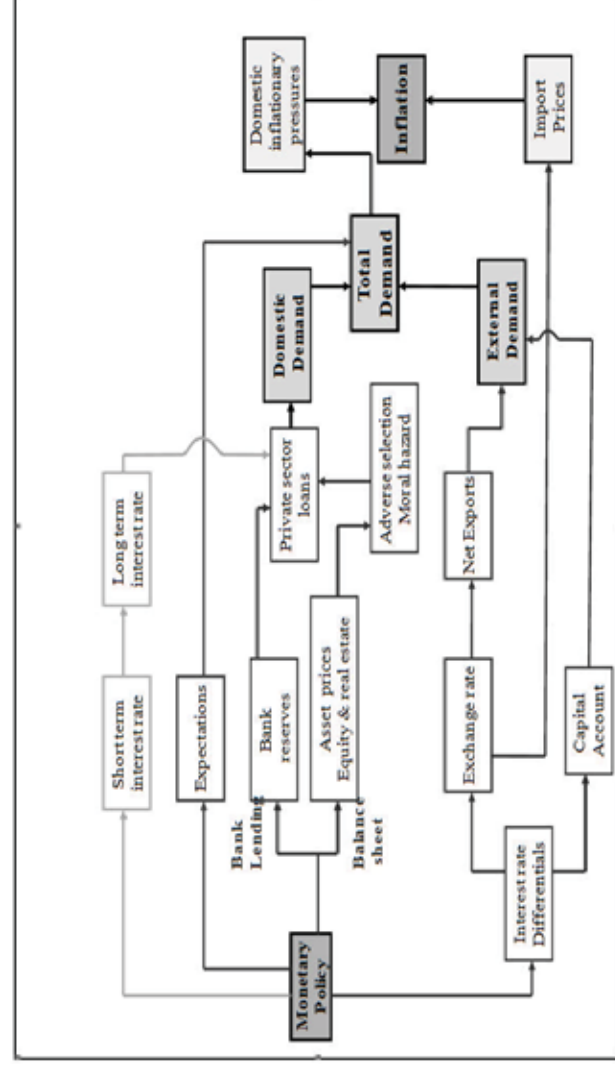 Monetary
Policy
Short term
interest rate
Long term
interest rate
Expectations
Bank
Lending
Bank
reserves
Balance
sheet
Asset prices
Equity & real estate
Private sector
loans
Adverse selection
Moral hazard
Domestic
Demand
Total
Demand
Domestic
inflationary
pressures
Inflation
Interest rate
Differentials
Exchange rate
Net Exports
External
Demand
Import
Prices
Capital
Account